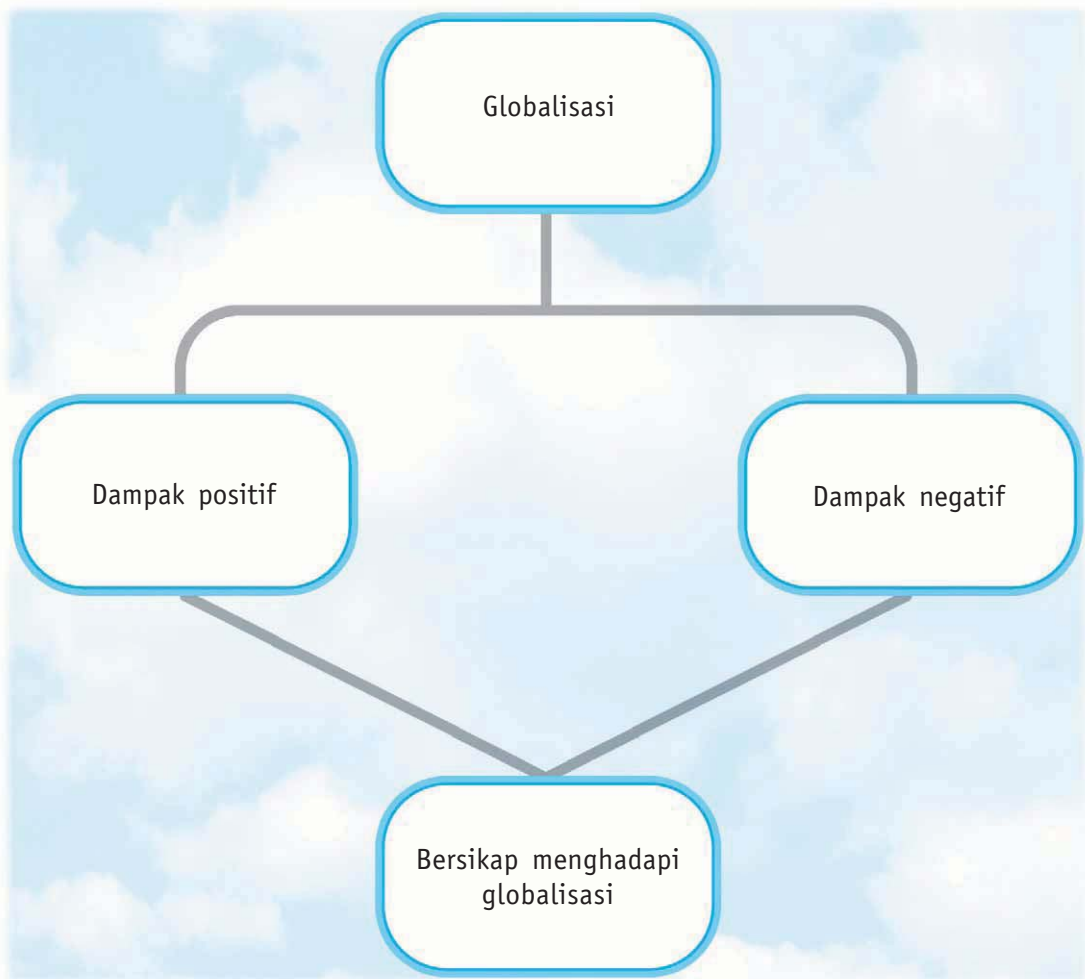 Globalisasi
Dampak positif
Dampak negatif
Bersikap menghadapi
globalisasi